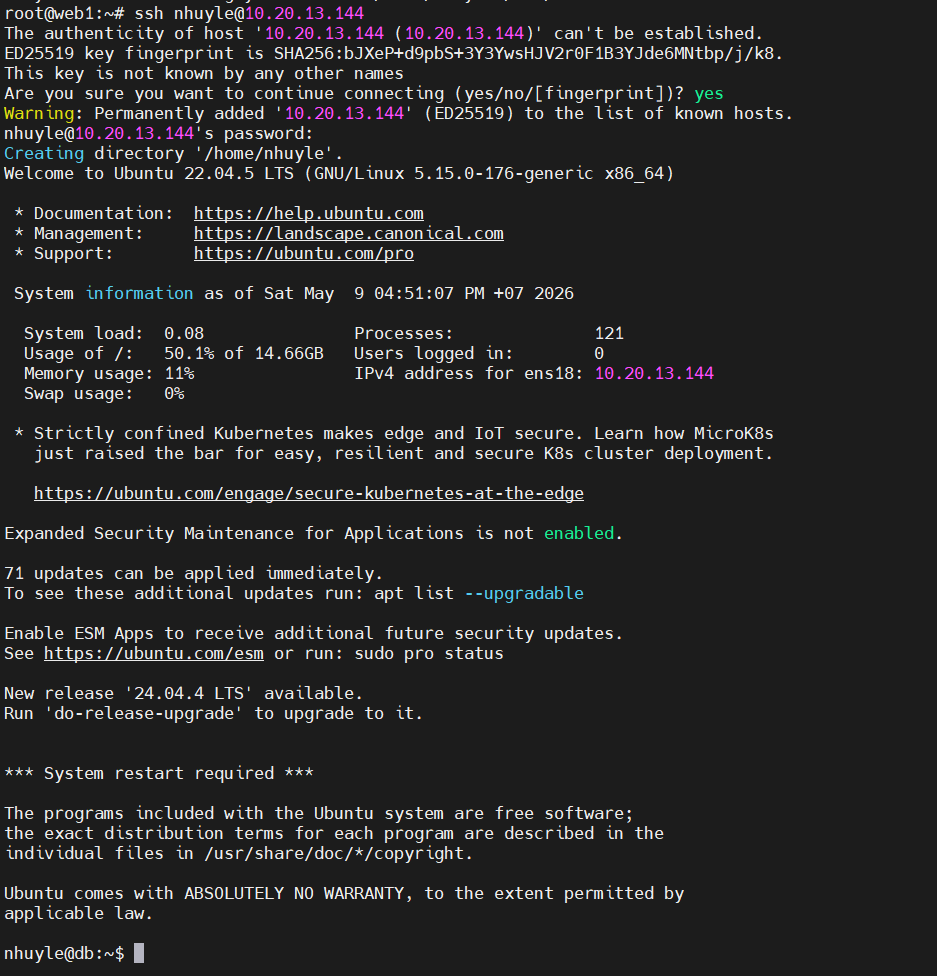 root@web1:~# ssh nhuyle@10.20.13.144
The authenticity of host '10.20.13.144 (10.20.13.144)' can't be established.
ED25519 key fingerprint is SHA256:bJXeP+d9pbS+3Y3YwsHJV2r0F1B3YJde6MNtbp/j/k8.
This key is not known by any other names
Are you sure you want to continue connecting (yes/no/[fingerprint])? yes
Warning: Permanently added '10.20.13.144' (ED25519) to the list of known hosts.
nhuyle@10.20.13.144's password:
Creating directory '/home/nhuyle'.
Welcome to Ubuntu 22.04.5 LTS (GNU/Linux 5.15.0-176-generic x86_64)

 * Documentation:  https://help.ubuntu.com
 * Management:     https://landscape.canonical.com
 * Support:        https://ubuntu.com/pro

 System information as of Sat May  9 04:51:07 PM +07 2026

  System load:  0.08               Processes:              121
  Usage of /:   50.1% of 14.66GB   Users logged in:        0
  Memory usage: 11%                IPv4 address for ens18: 10.20.13.144
  Swap usage:   0%

 * Strictly confined Kubernetes makes edge and IoT secure. Learn how MicroK8s
   just raised the bar for easy, resilient and secure K8s cluster deployment.

   https://ubuntu.com/engage/secure-kubernetes-at-the-edge

Expanded Security Maintenance for Applications is not enabled.

71 updates can be applied immediately.
To see these additional updates run: apt list --upgradable

Enable ESM Apps to receive additional future security updates.
See https://ubuntu.com/esm or run: sudo pro status

New release '24.04.4 LTS' available.
Run 'do-release-upgrade' to upgrade to it.

*** System restart required ***

The programs included with the Ubuntu system are free software;
the exact distribution terms for each program are described in the
individual files in /usr/share/doc/*/copyright.

Ubuntu comes with ABSOLUTELY NO WARRANTY, to the extent permitted by
applicable law.

nhuyle@db:~$